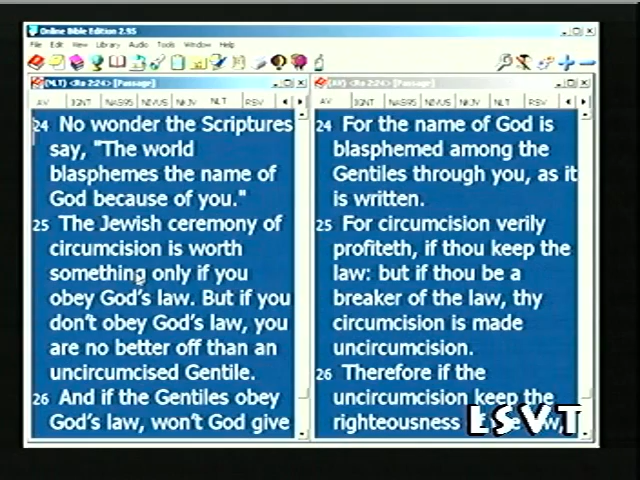 Online Bible Edition 2.95
File Edit View Library Audio Tools Window Help
(NLT) <Ro 2:24> [Passage]
AV IGNT NAS95 NIVUS NKJV NLT RSV
24 No wonder the Scriptures
say, "The world
blasphemes the name of
God because of you."
25 The Jewish ceremony of
circumcision is worth
something only if you
obey God's law. But if you
don't obey God's law, you
are no better off than an
uncircumcised Gentile.
26 And if the Gentiles obey
God's law, won't God give
(AV) <Ro 2:24> [Passage]
AV IGNT NAS95 NIVUS NKJV NLT RSV
24 For the name of God is
blasphemed among the
Gentiles through you, as it
is written.
25 For circumcision verily
profiteth, if thou keep the
law: but if thou be a
breaker of the law, thy
circumcision is made
uncircumcision.
26 Therefore if the
uncircumcision keep the
righteousness law,
LSVT